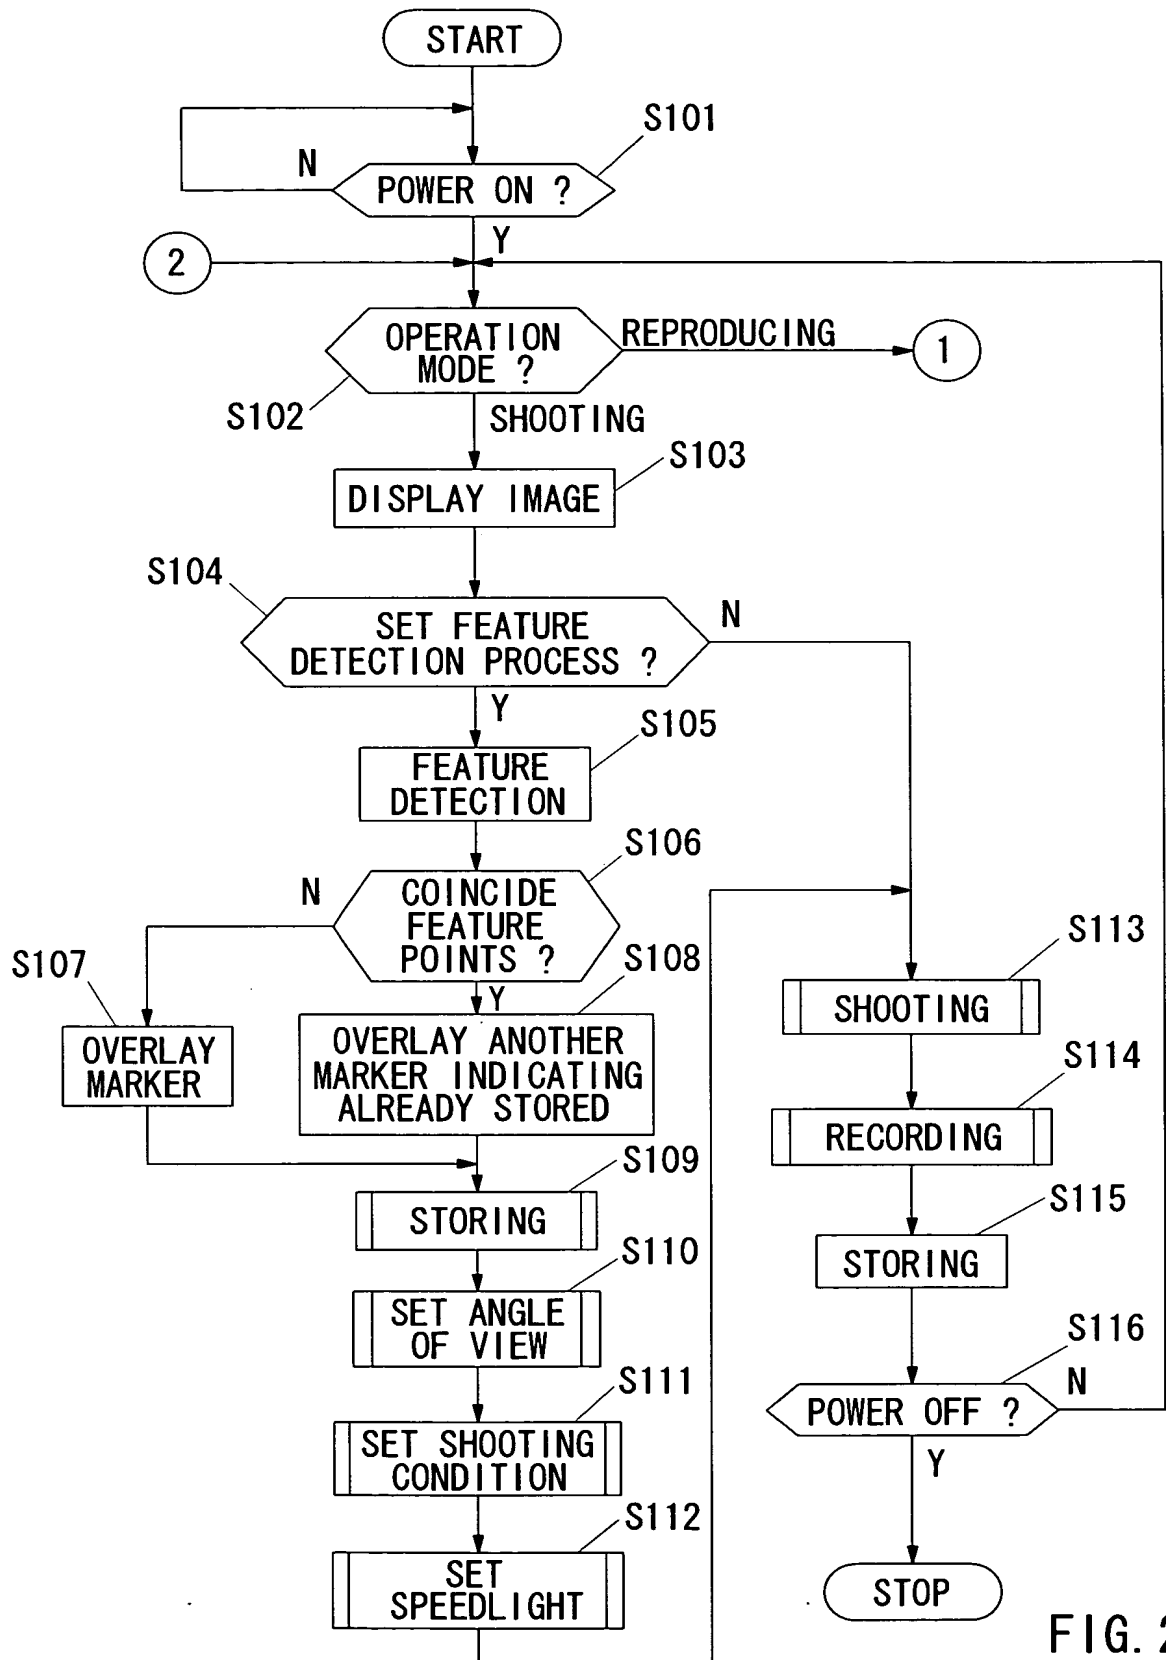 START
S101
N
POWER ON ?
Y
2
OPERATION
MODE ?
REPRODUCING
1
S102
SHOOTING
S103
DISPLAY IMAGE
S104
SET FEATURE
DETECTION PROCESS ?
N
Y
S105
FEATURE
DETECTION
S106
N
COINCIDE
FEATURE
POINTS ?
S107
Y
S108
OVERLAY
MARKER
OVERLAY ANOTHER
MARKER INDICATING
ALREADY STORED
S109
STORING
S110
SET ANGLE
OF VIEW
S111
SET SHOOTING
CONDITION
S112
SET
SPEEDLIGHT
S113
SHOOTING
S114
RECORDING
S115
STORING
S116
POWER OFF ?
N
Y
STOP
FIG. 2